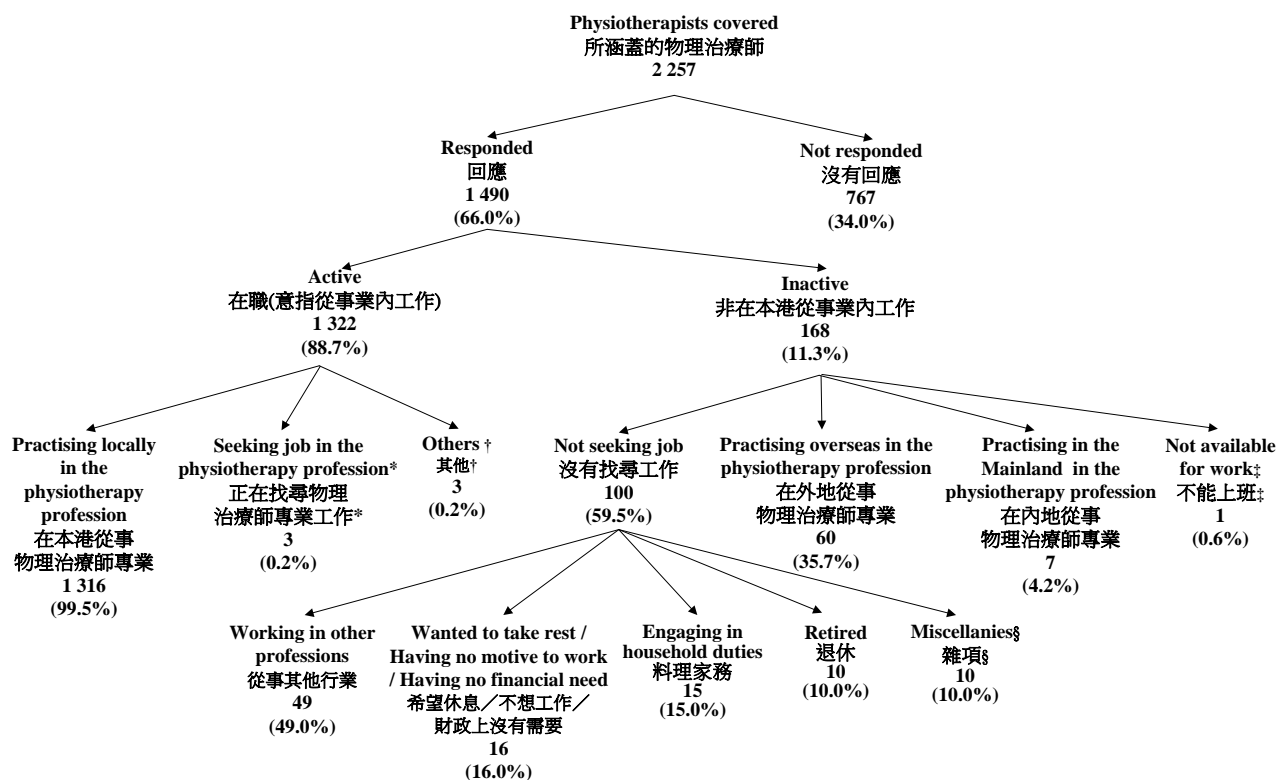 Physiotherapists covered
所涵蓋的物理治療師
2 257
Responded
回應
1 490
(66.0%)
Not responded
沒有回應
767
(34.0%)
Active
在職(意指從事業內工作)
1 322
(88.7%)
Inactive
非在本港從事業內工作
168
(11.3%)
Practising locally
in the
physiotherapy
profession
在本港從事
物理治療師專業
1 316
(99.5%)
Seeking job in the
physiotherapy profession*
正在找尋物理
治療師專業工作*
3
(0.2%)
Others †
其他†
3
(0.2%)
Not seeking job
沒有找尋工作
100
(59.5%)
Practising overseas in the
physiotherapy profession
在外地從事
物理治療師專業
60
(35.7%)
Practising in the
Mainland in the
physiotherapy profession
在內地從事
物理治療師專業
7
(4.2%)
Not available
for work‡
不能上班‡
1
(0.6%)
Working in other
professions
從事其他行業
49
(49.0%)
Wanted to take rest /
Having no motive to work
/ Having no financial need
希望休息／不想工作／
財政上沒有需要
16
(16.0%)
Engaging in
household duties
料理家務
15
(15.0%)
Retired
退休
10
(10.0%)
Miscellanies§
雜項§
10
(10.0%)